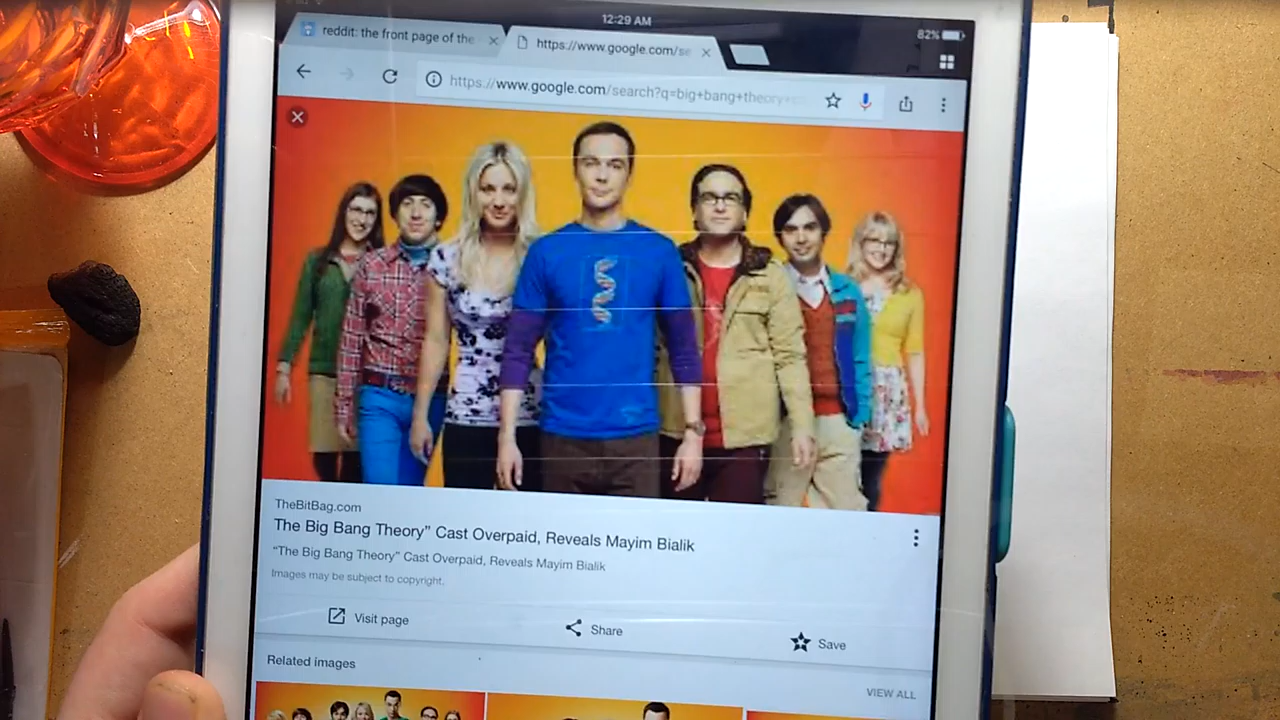 12:29 AM
82%
reddit: the front page of the
https://www.google.com/se
https://www.google.com/search?q=big+bang+theory+
TheBitBag.com
The Big Bang Theory” Cast Overpaid, Reveals Mayim Bialik
“The Big Bang Theory” Cast Overpaid, Reveals Mayim Bialik
Images may be subject to copyright.
Visit page
Share
Save
Related images
VIEW ALL